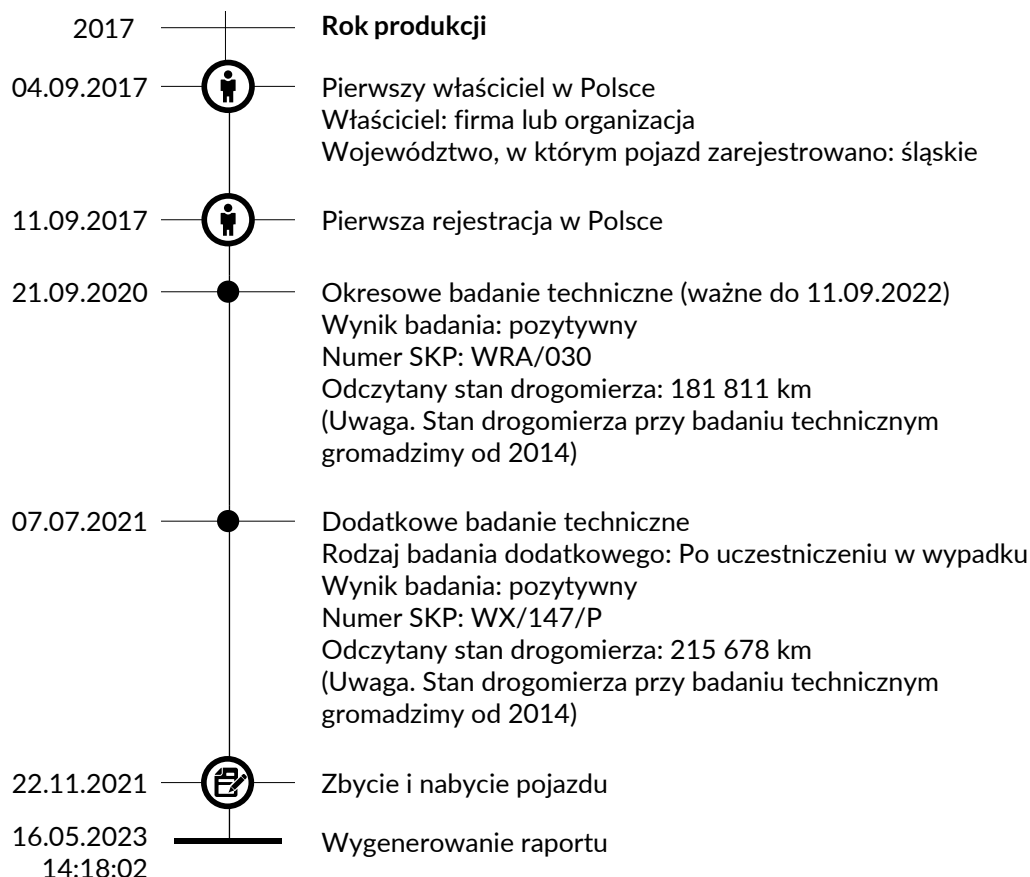 2017
Rok produkcji
04.09.2017
Pierwszy właściciel w Polsce
Właściciel: firma lub organizacja
Województwo, w którym pojazd zarejestrowano: śląskie
11.09.2017
Pierwsza rejestracja w Polsce
21.09.2020
Okresowe badanie techniczne (ważne do 11.09.2022)
Wynik badania: pozytywny
Numer SKP: WRA/030
Odczytany stan drogomierza: 181 811 km
(Uwaga. Stan drogomierza przy badaniu technicznym
gromadzimy od 2014)
07.07.2021
Dodatkowe badanie techniczne
Rodzaj badania dodatkowego: Po uczestniczeniu w wypadku
Wynik badania: pozytywny
Numer SKP: WX/147/P
Odczytany stan drogomierza: 215 678 km
(Uwaga. Stan drogomierza przy badaniu technicznym
gromadzimy od 2014)
22.11.2021
Zbycie i nabycie pojazdu
16.05.2023
14:18:02
Wygenerowanie raportu